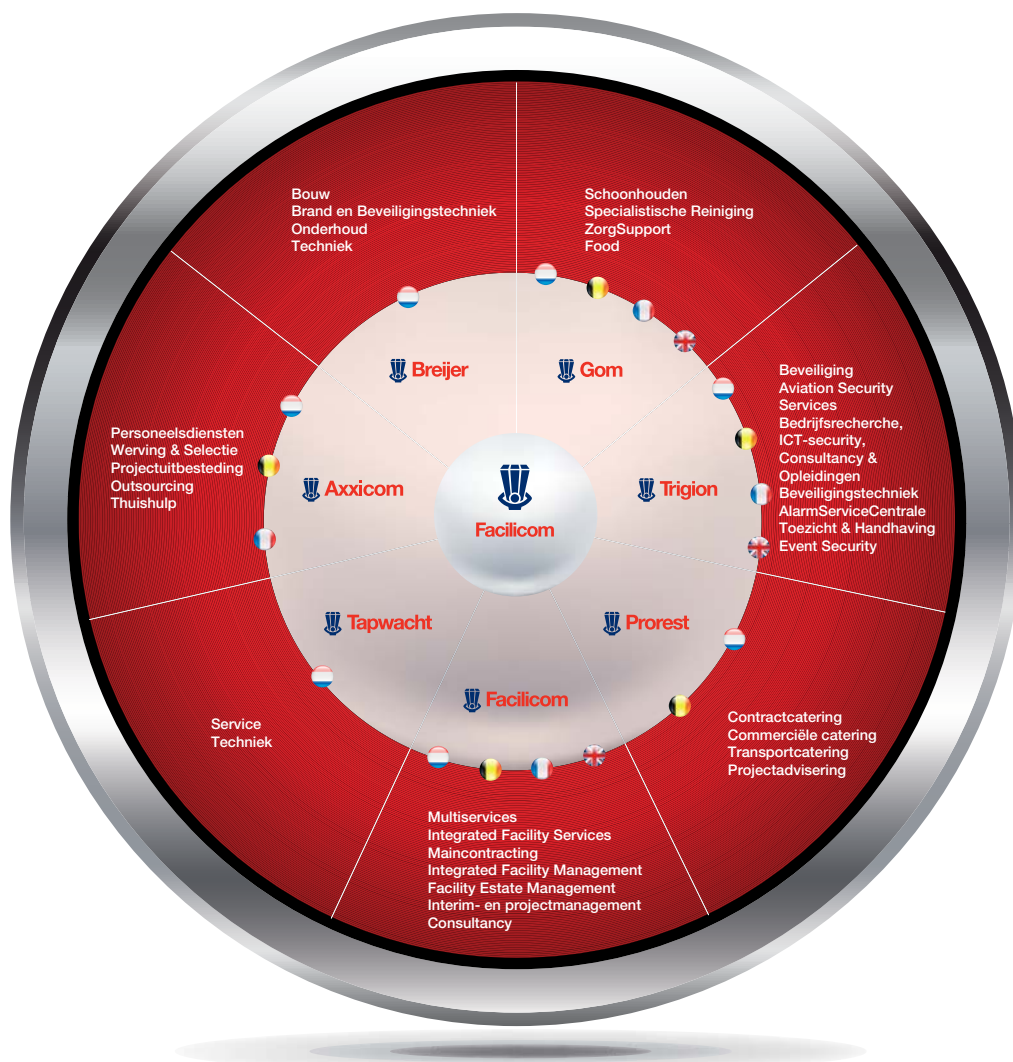 Bouw
Brand en Beveiligingstechniek
Onderhoud
Techniek
Schoonhouden
Specialistische Reiniging
ZorgSupport
Food
Breijer
Gom
Beveiliging
Aviation Security
Services
Bedrijfsrecherche,
ICT-security,
Consultancy &
Opleidingen
Beveiligingstechniek
AlarmServiceCentrale
Toezicht & Handhaving
Event Security
Personeelsdiensten
Werving & Selectie
Projectuitbesteding
Outsourcing
Thuishulp
Axxicom
Facilicom
Trigion
Tapwacht
Prorest
Facilicom
Service
Techniek
Contractcatering
Commerciële catering
Transportcatering
Projectadvisering
Multiservices
Integrated Facility Services
Maincontracting
Integrated Facility Management
Facility Estate Management
Interim- en projectmanagement
Consultancy